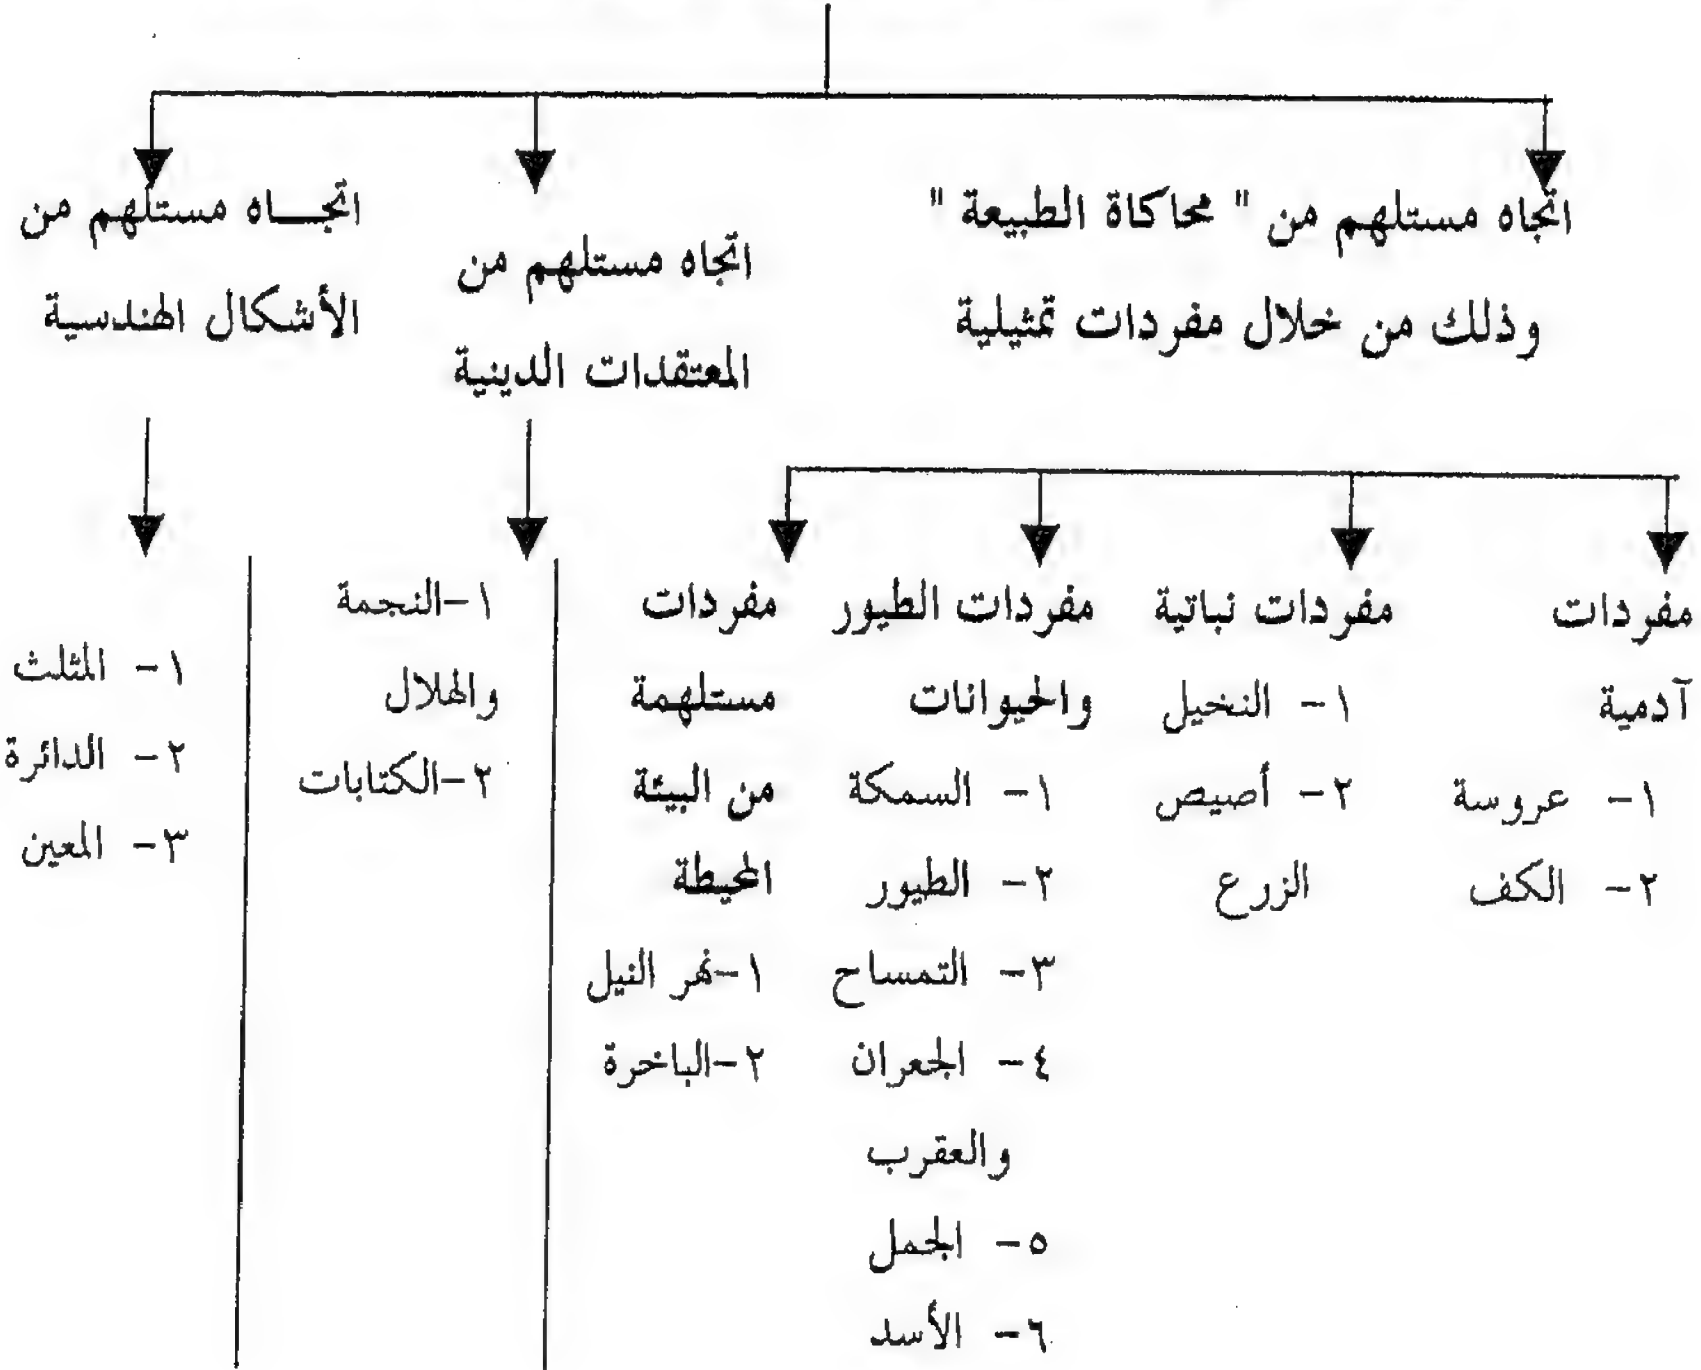 اتجاه مستلهم من " محاكاة الطبيعة "
وذلك من خلال مفردات تمثيلية
اتجاه مستلهم من
المعتقدات الدينية
اتجـــاه مستلهم من
الأشكال الهندسية
مفردات
آدمية
١- عروسة
٢- الكف
مفردات نباتية
١- النخيل
٢- أصيص
الزرع
مفردات الطيور
والحيوانات
١- السمكة
٢- الطيور
٣- التمساح
٤- الجعران
والعقرب
٥- الجمل
٦- الأسد
مفردات
مستلهمة
من البيئة
المحيطة
١-نهر النيل
٢-الباخرة
١-النجمة
والهلال
٢-الكتابات
١- المثلث
٢- الدائرة
٣- المعين